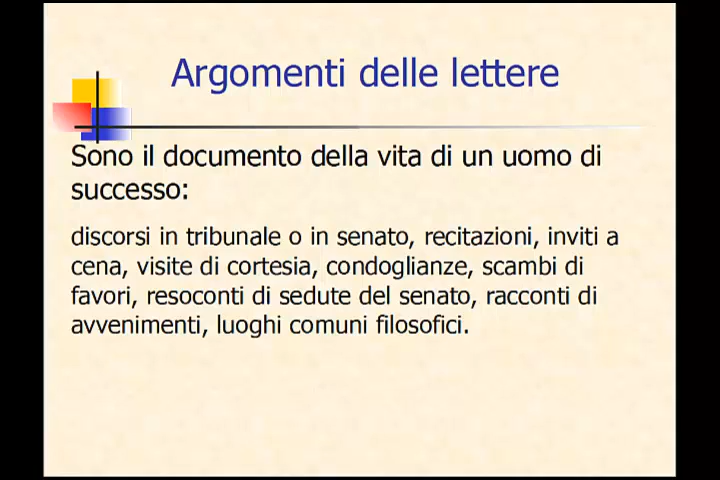 Argomenti delle lettere
Sono il documento della vita di un uomo di
successo:
discorsi in tribunale o in senato, recitazioni, inviti a
cena, visite di cortesia, condoglianze, scambi di
favori, resoconti di sedute del senato, racconti di
avvenimenti, luoghi comuni filosofici.